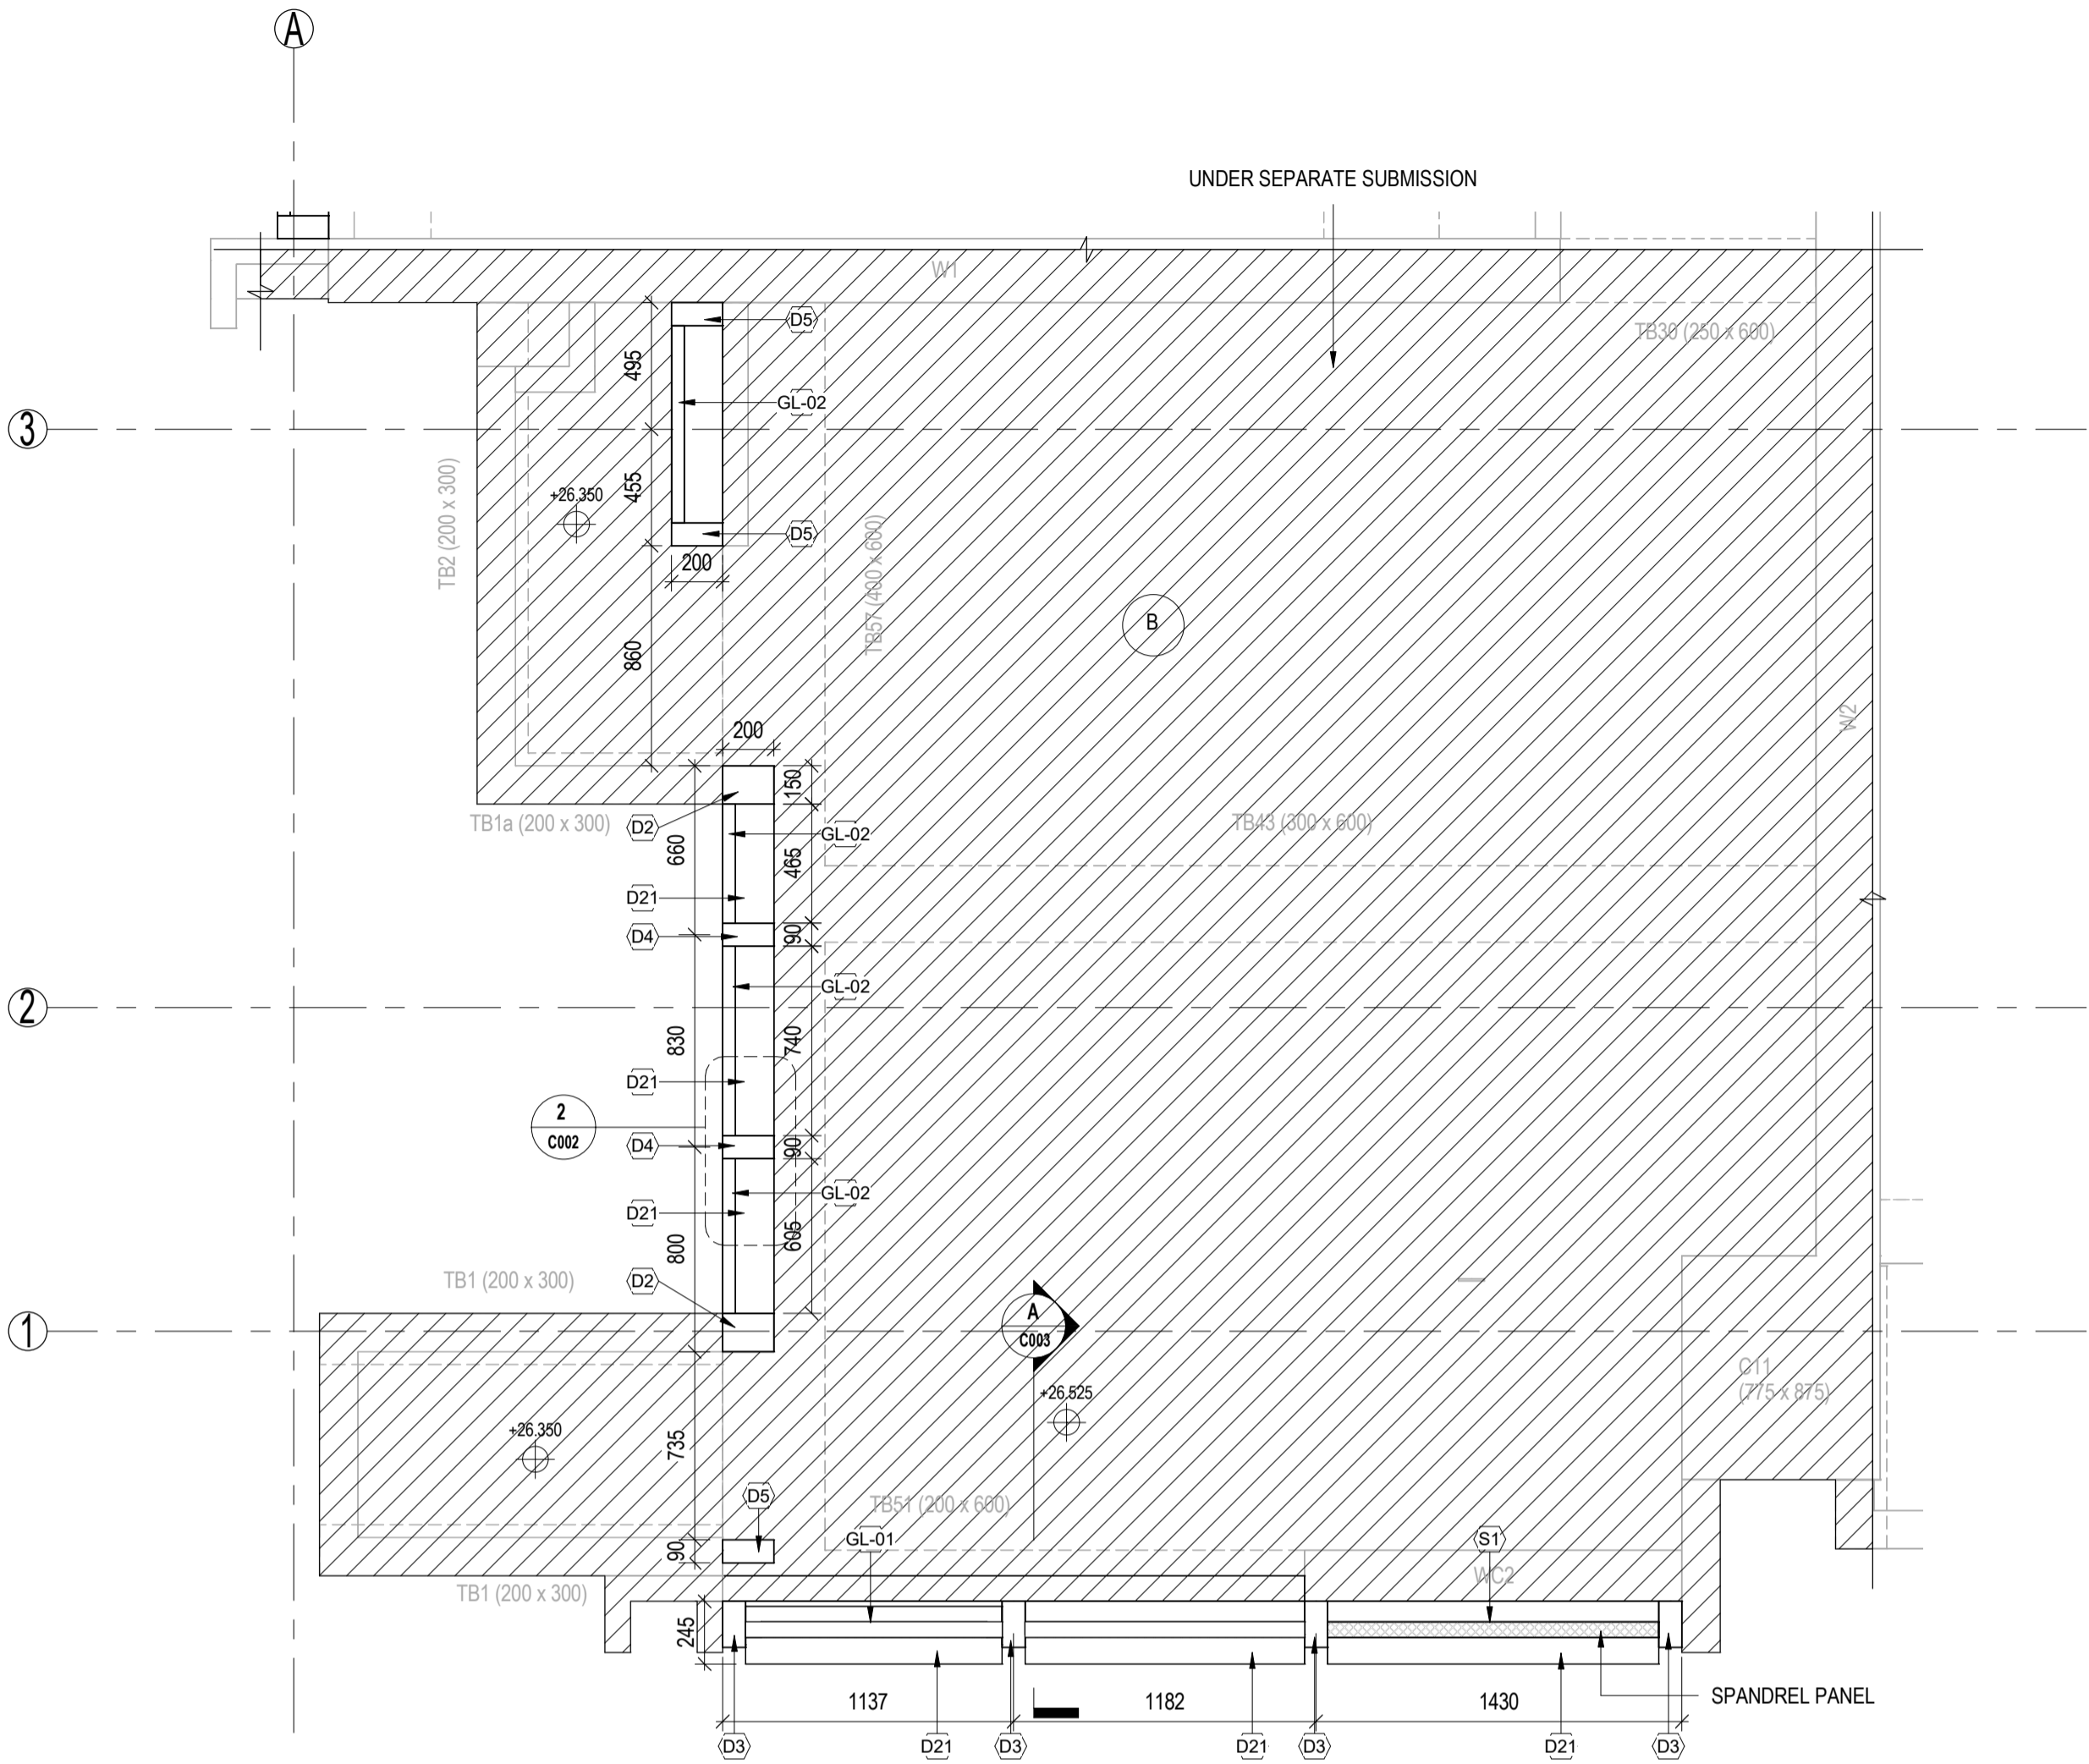 A
UNDER SEPARATE SUBMISSION
W1
D5
TB30 (250 x 600)
495
GL-02
3
455
+26.350
TB2 (200 x 300)
D5
200
TB57 (400 x 600)
B
860
W2
200
150
TB1a (200 x 300)
D2
GL-02
TB43 (300 x 600)
660
465
D21
D4
90
GL-02
2
830
740
D21
2
C002
D4
90
GL-02
D21
605
800
TB1 (200 x 300)
D2
1
A
C003
C11
(775 x 875)
+26.525
+26.350
735
D5
TB51 (200 x 600)
GL-01
S1
90
WC2
TB1 (200 x 300)
245
1137
1182
1430
SPANDREL PANEL
D3
D21
D3
D21
D3
D21
D3